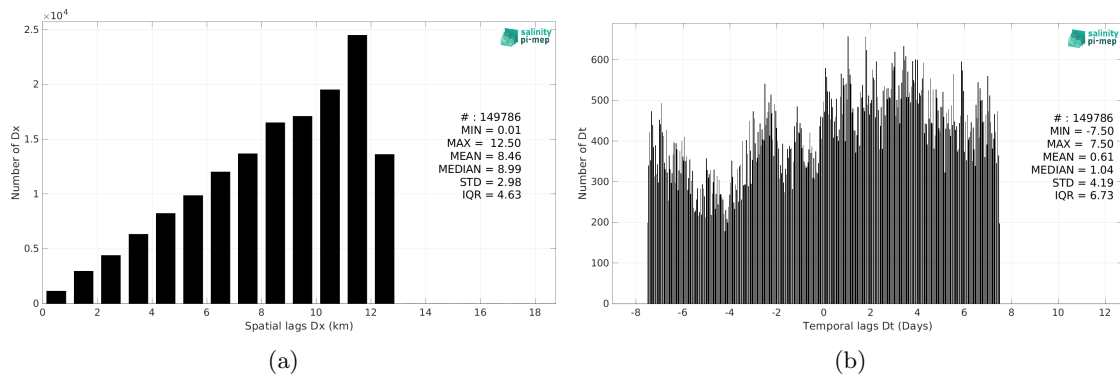 ×10⁴
2.5
2
1.5
1
0.5
0
Number of Dx
0 2 4 6 8 10 12 14 16 18
Spatial lags Dx (km)
salinity
pi-mep
# : 149786
MIN = 0.01
MAX = 12.50
MEAN = 8.46
MEDIAN = 8.99
STD = 2.98
IQR = 4.63
(a)
600
500
400
300
200
100
0
Number of Dt
-8 -6 -4 -2 0 2 4 6 8 10 12
Temporal lags Dt (Days)
salinity
pi-mep
# : 149786
MIN = -7.50
MAX = 7.50
MEAN = 0.61
MEDIAN = 1.04
STD = 4.19
IQR = 6.73
(b)